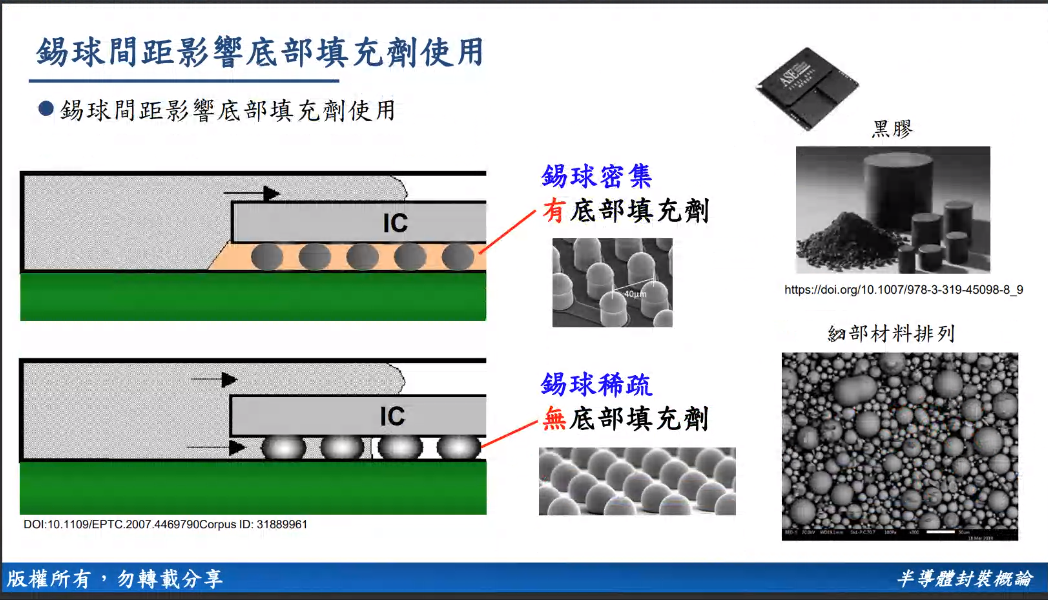 錫球間距影響底部填充劑使用
錫球間距影響底部填充劑使用
IC
錫球密集
有底部填充劑
40μm
IC
錫球稀疏
無底部填充劑
DOI:10.1109/EPTC.2007.4469790Corpus ID: 31889961
ASE
黑膠
https://doi.org/10.1007/978-3-319-45098-8_9
細部材料排列
版權所有，勿轉載分享
半導體封裝概論